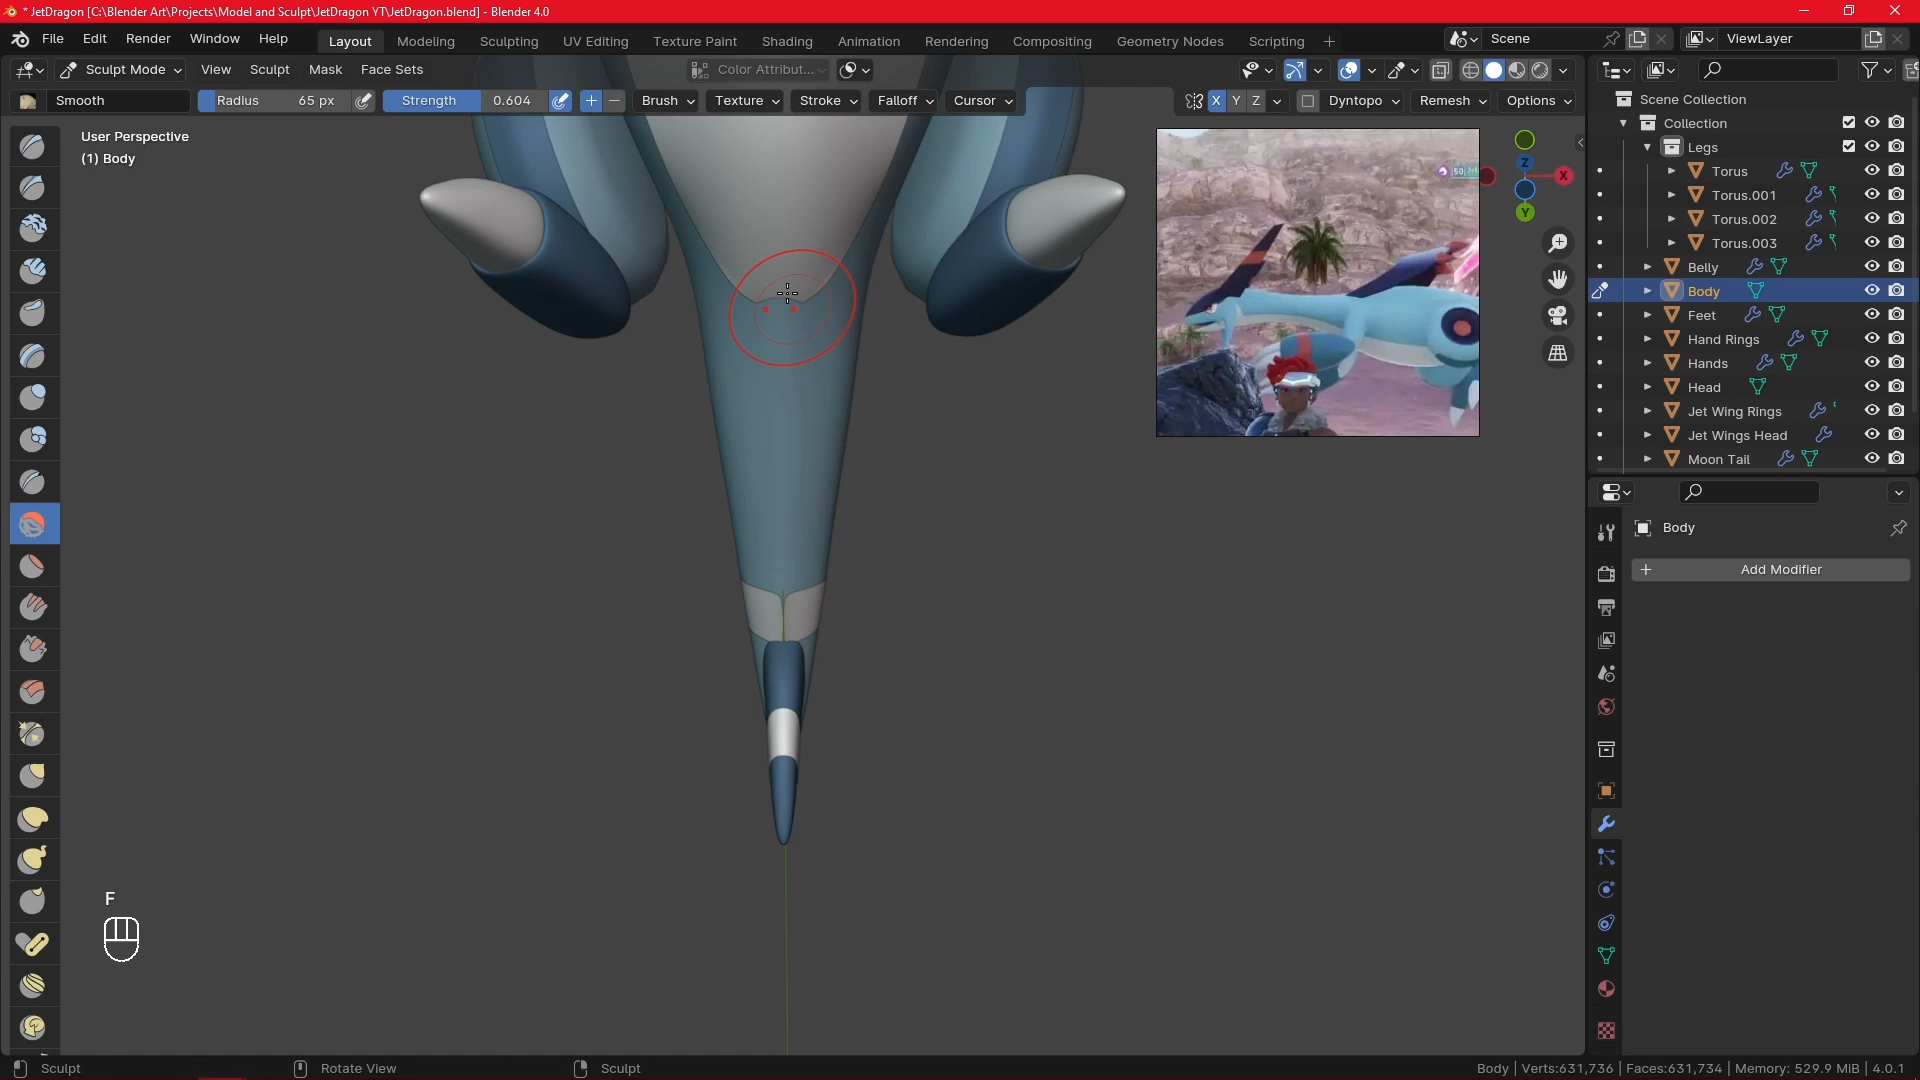 * JetDragon [C:\Blender Art\Projects\Model and Sculpt\JetDragon YT\JetDragon.blend] - Blender 4.0
File Edit Render Window Help Layout Modeling Sculpting UV Editing Texture Paint Shading Animation Rendering Compositing Geometry Nodes Scripting + Scene ViewLayer
Sculpt Mode View Sculpt Mask Face Sets Color Attribut...
Smooth Radius 65 px Strength 0.604 Brush Texture Stroke Falloff Cursor X Y Z Dyntopo Remesh Options
User Perspective
(1) Body
50
Z
X
Y
Scene Collection
Collection
Legs
Torus
Torus.001
Torus.002
Torus.003
Belly
Body
Feet
Hand Rings
Hands
Head
Jet Wing Rings
Jet Wings Head
Moon Tail
Body
+ Add Modifier
F
Sculpt Rotate View Sculpt Body | Verts:631,736 | Faces:631,734 | Memory: 529.9 MiB | 4.0.1